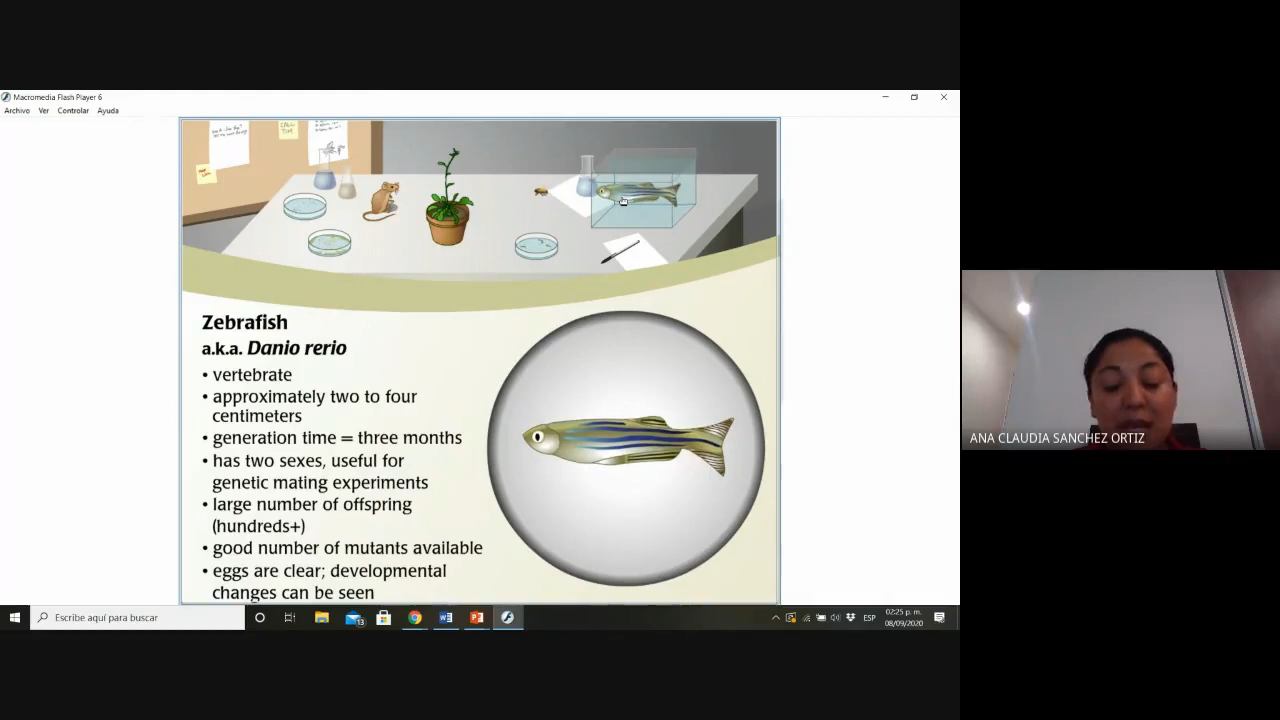 Macromedia Flash Player 6
Archivo Ver Controlar Ayuda
Zebrafish
a.k.a. Danio rerio
• vertebrate
• approximately two to four
centimeters
• generation time = three months
• has two sexes, useful for
genetic mating experiments
• large number of offspring
(hundreds+)
• good number of mutants available
• eggs are clear; developmental
changes can be seen
ANA CLAUDIA SANCHEZ ORTIZ
Escribe aquí para buscar
13
ESP
02:25 p. m.
08/09/2020